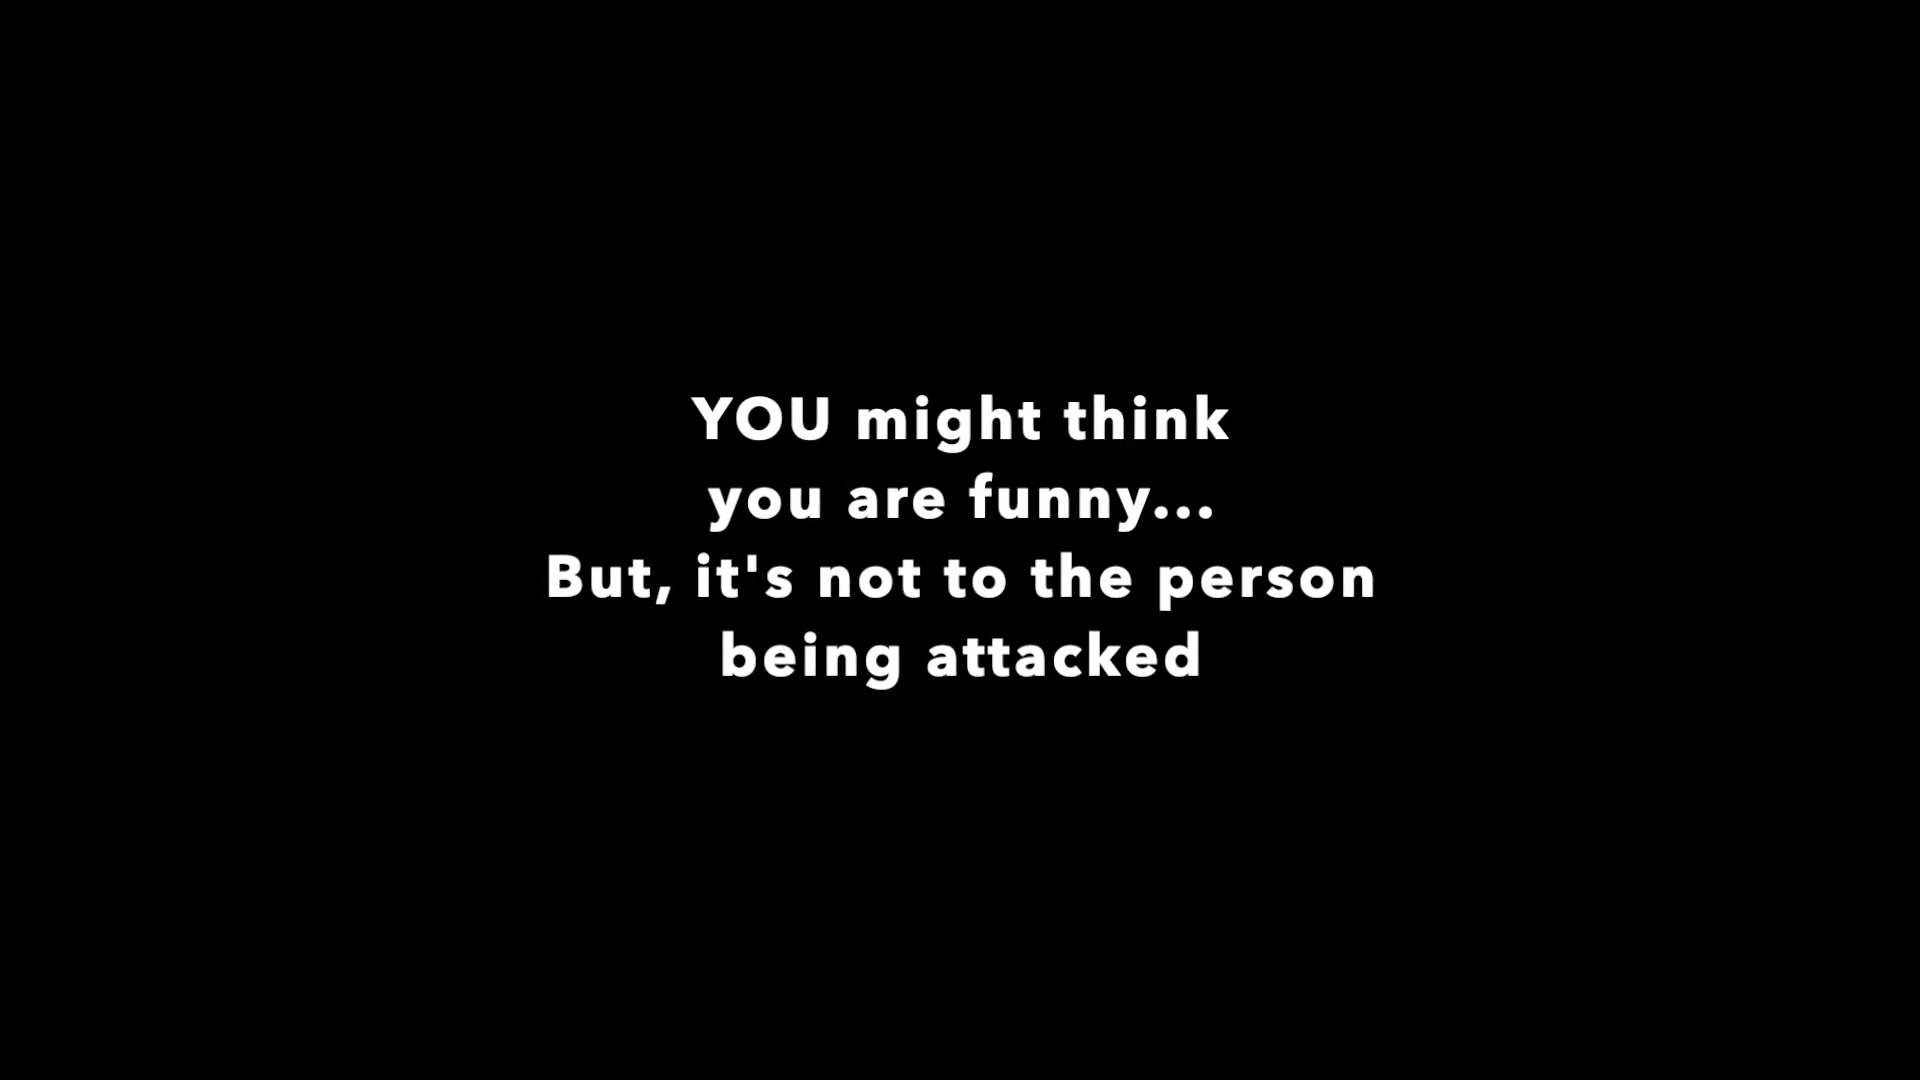 YOU might think
you are funny...
But, it's not to the person
being attacked